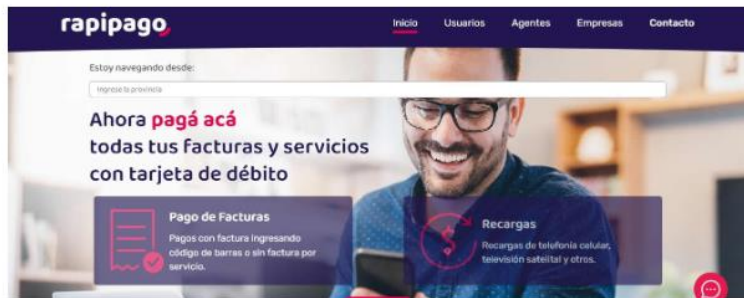 rapipago
Inicio Usuarios Agentes Empresas Contacto
Estoy navegando desde:
Ingrese la provincia
Ahora pagá acá
todas tus facturas y servicios
con tarjeta de débito
Pago de Facturas
Pagos con factura ingresando
código de barras o sin factura por
servicio.
Recargas
Recargas de telefonía celular,
televisión satelital y otros.